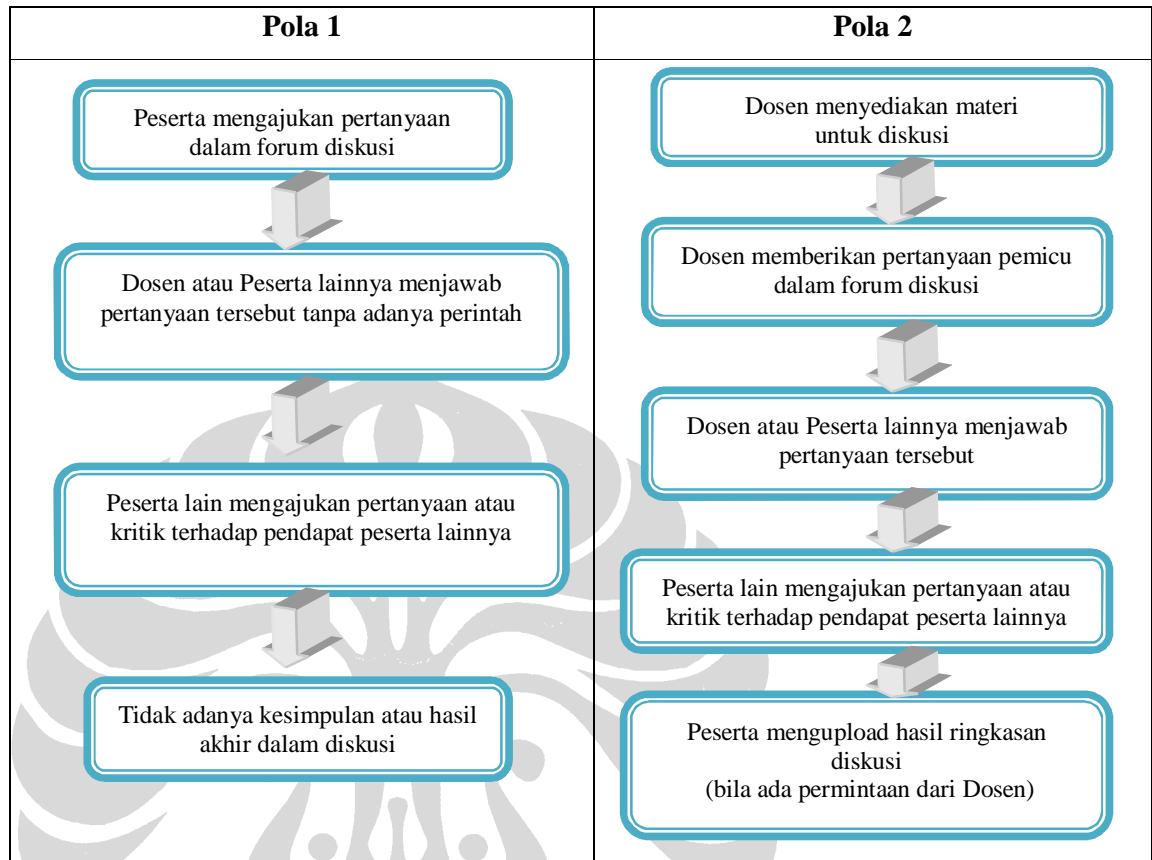 Pola 1
Peserta mengajukan pertanyaan
dalam forum diskusi
Dosen atau Peserta lainnya menjawab
pertanyaan tersebut tanpa adanya perintah
Peserta lain mengajukan pertanyaan atau
kritik terhadap pendapat peserta lainnya
Tidak adanya kesimpulan atau hasil
akhir dalam diskusi
Pola 2
Dosen menyediakan materi
untuk diskusi
Dosen memberikan pertanyaan pemicu
dalam forum diskusi
Dosen atau Peserta lainnya menjawab
pertanyaan tersebut
Peserta lain mengajukan pertanyaan atau
kritik terhadap pendapat peserta lainnya
Peserta mengupload hasil ringkasan
diskusi
(bila ada permintaan dari Dosen)